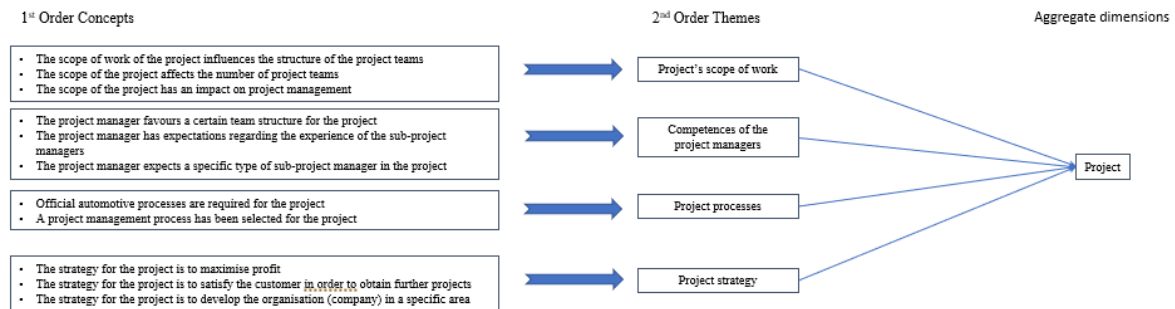 1st Order Concepts
2nd Order Themes
Aggregate dimensions
• The scope of work of the project influences the structure of the project teams
• The scope of the project affects the number of project teams
• The scope of the project has an impact on project management
Project's scope of work
• The project manager favours a certain team structure for the project
• The project manager has expectations regarding the experience of the sub-project
managers
• The project manager expects a specific type of sub-project manager in the project
Competences of the
project managers
Project
• Official automotive processes are required for the project
• A project management process has been selected for the project
Project processes
• The strategy for the project is to maximise profit
• The strategy for the project is to satisfy the customer in order to obtain further projects
• The strategy for the project is to develop the organisation (company) in a specific area
Project strategy